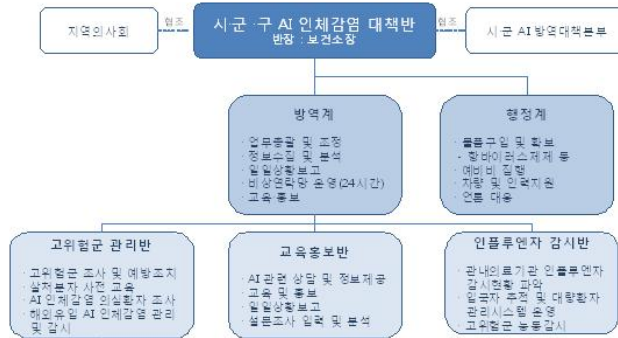 지역의사회
협조
시·군·구 AI 인체감염 대책반
반장 : 보건소장
협조
시·군 AI 방역대책본부
방역계
· 업무총괄 및 조정
· 정보수집 및 분석
· 일일상황보고
· 비상연락망 운영(24시간)
· 교육 홍보
행정계
· 물품구입 및 확보
- 항바이러스제제 등
· 예비비 집행
· 차량 및 인력지원
· 언론 대응
고위험군 관리반
· 고위험군 조사 및 예방조치
· 살처분자 사전 교육
· AI 인체감염 의심환자 조사
· 해외유입 AI 인체감염 관리
및 감시
교육홍보반
· AI 관련 상담 및 정보제공
· 교육 및 홍보
· 일일상황보고
· 설문조사 입력 및 분석
인플루엔자 감시반
· 관내의료기관 인플루엔자
감시현황 파악
· 입국자 추적 및 대량환자
관리시스템 운영
· 고위험군 능동감시